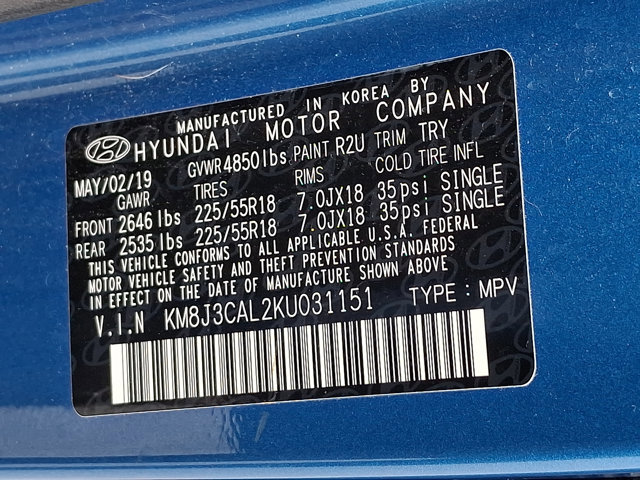 MANUFACTURED IN KOREA BY
HYUNDAI MOTOR COMPANY
MAY/02/19 GVWR 4850lbs PAINT R2U TRIM TRY
GAWR TIRES RIMS COLD TIRE INFL
FRONT 2646 lbs 225/55R18 7.0JX18 35psi SINGLE
REAR 2535 lbs 225/55R18 7.0JX18 35psi SINGLE
THIS VEHICLE CONFORMS TO ALL APPLICABLE U.S.A. FEDERAL
MOTOR VEHICLE SAFETY AND THEFT PREVENTION STANDARDS
IN EFFECT ON THE DATE OF MANUFACTURE SHOWN ABOVE
V.I.N KM8J3CAL2KU031151 TYPE : MPV